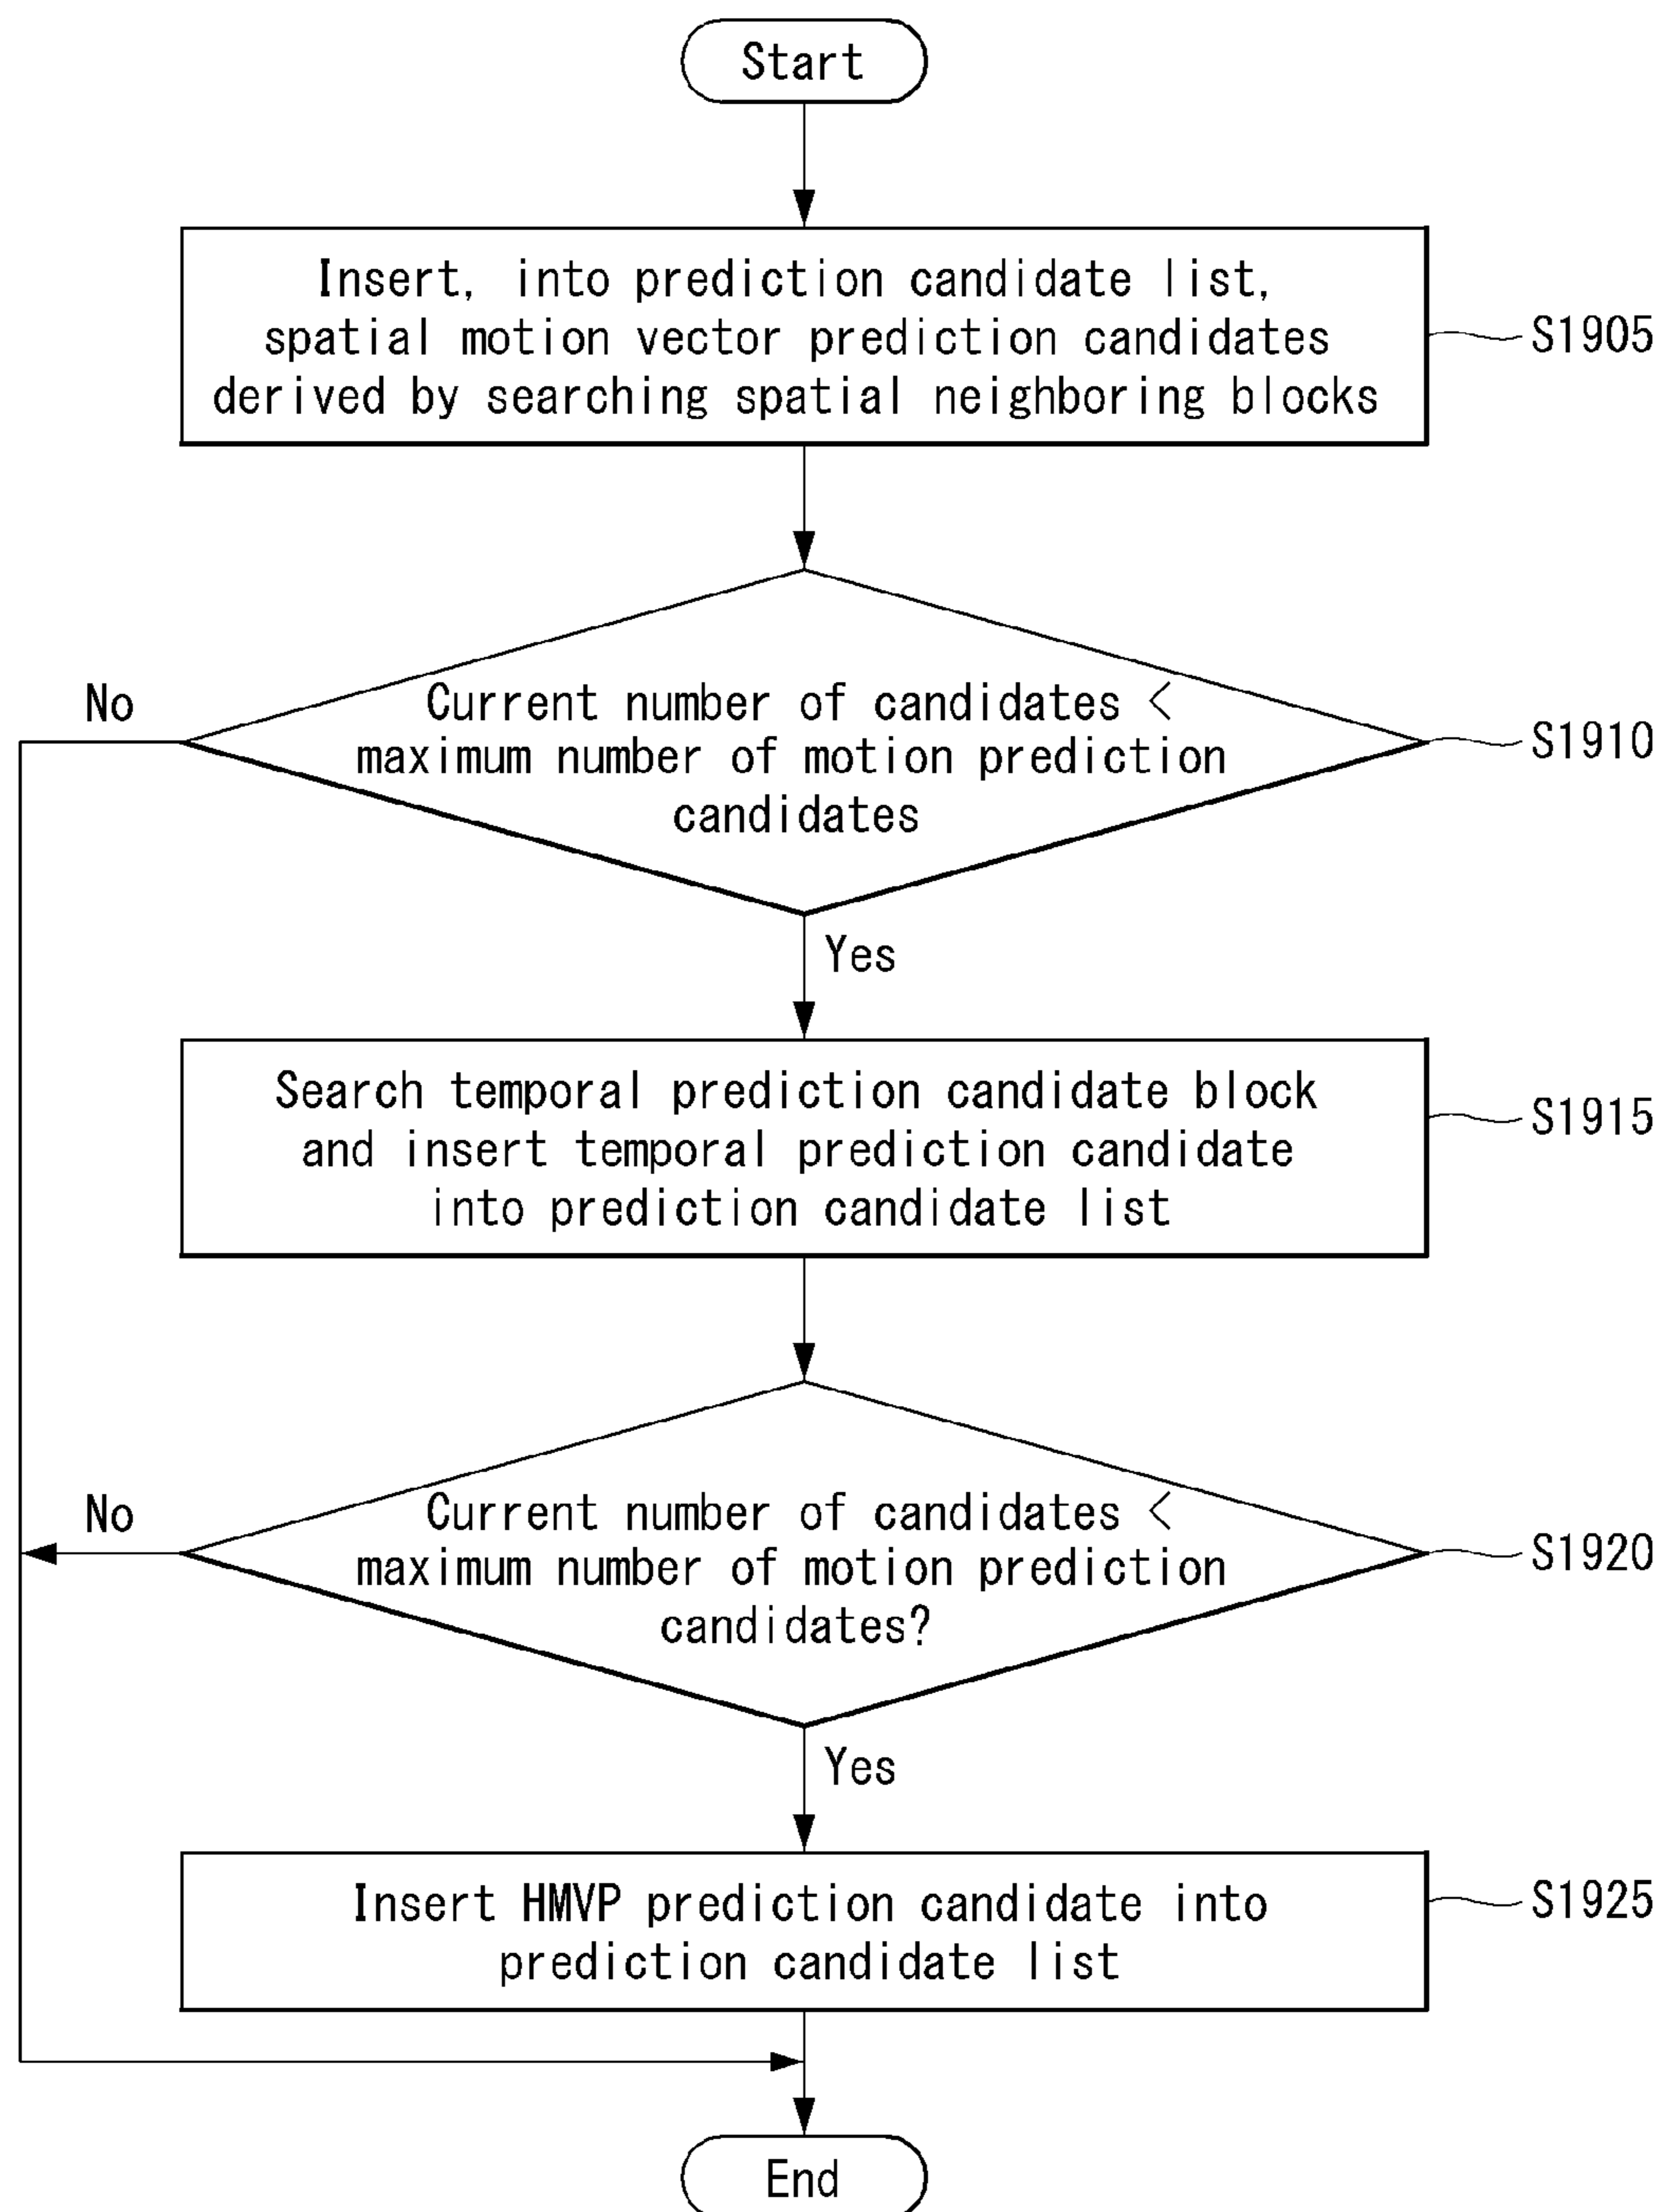 Start
Insert, into prediction candidate list,
spatial motion vector prediction candidates
derived by searching spatial neighboring blocks
S1905
No
Current number of candidates <
maximum number of motion prediction
candidates
S1910
Yes
Search temporal prediction candidate block
and insert temporal prediction candidate
into prediction candidate list
S1915
No
Current number of candidates <
maximum number of motion prediction
candidates?
S1920
Yes
Insert HMVP prediction candidate into
prediction candidate list
S1925
End